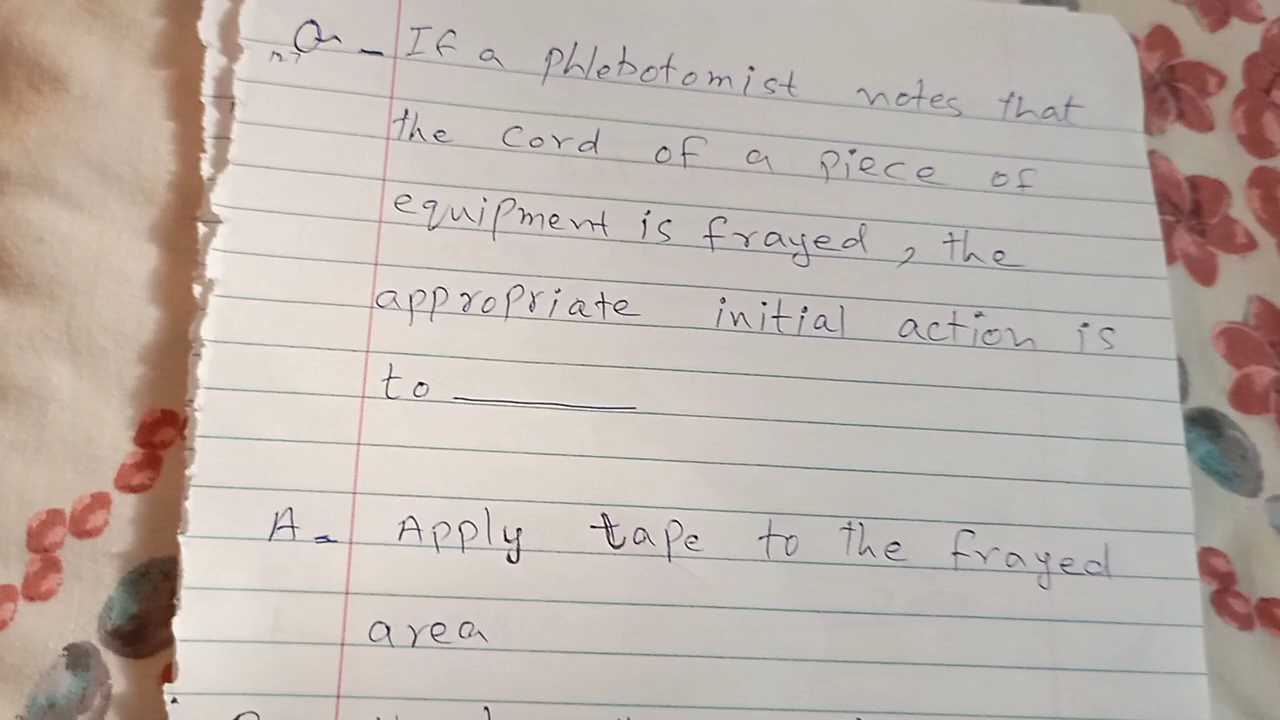 Q - If a phlebotomist notes that
the cord of a piece of
equipment is frayed, the
appropriate initial action is
to ______
A - Apply tape to the frayed
area